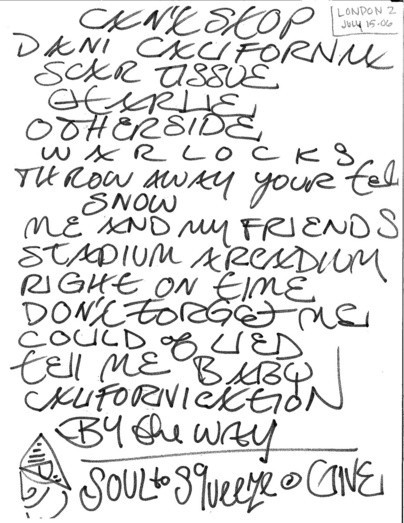 LONDON 2
JULY 15.06
CAN'T STOP
DANI CALIFORNIA
SCAR TISSUE
CHARLIE
OTHERSIDE
WARLOCKS
THROW AWAY YOUR tel
SNOW
ME AND MY FRIENDS
STADIUM ARCADIUM
RIGHT ON TIME
DON'T FORGET ME
COULD of LIED
tell ME BABY
CALIFORNICATION
BY the WAY
SOUL to SQUEEZE GIVE